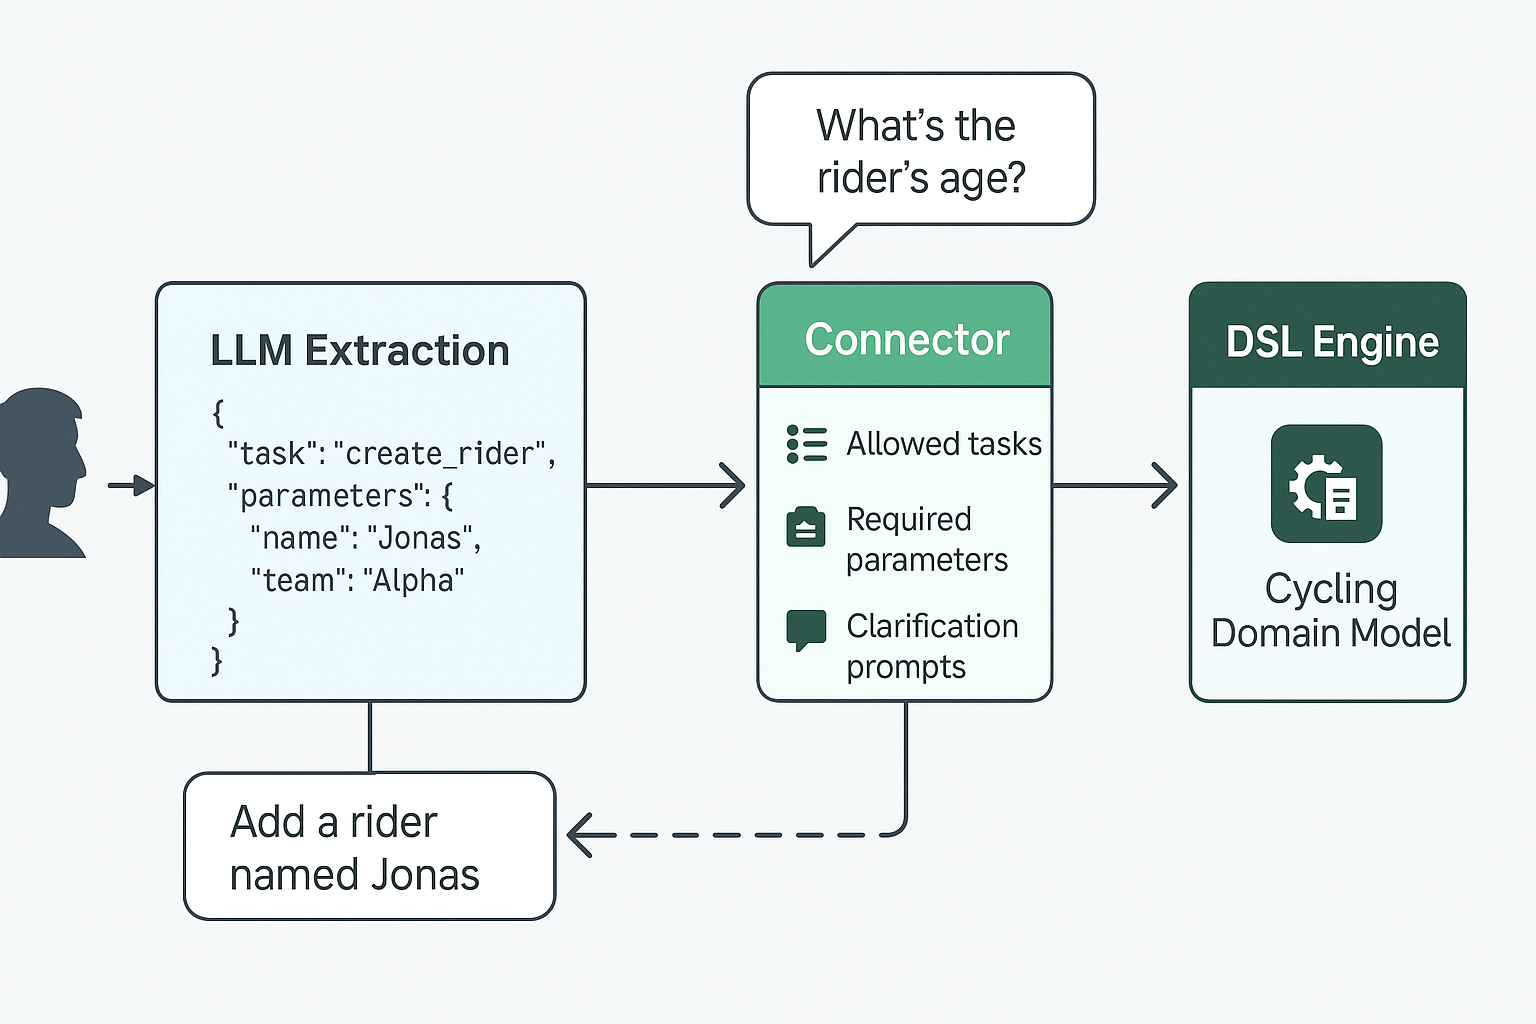 What’s the
rider’s age?
LLM Extraction
{
"task": "create_rider",
"parameters": {
"name": "Jonas",
"team": "Alpha"
}
}
Connector
Allowed tasks
Required
parameters
Clarification
prompts
DSL Engine
Cycling
Domain Model
Add a rider
named Jonas